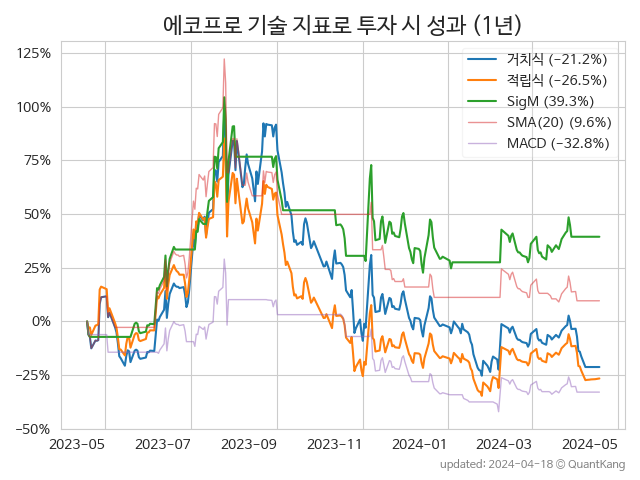 에코프로 기술 지표로 투자 시 성과 (1년)
거치식 (−21.2%)
적립식 (−26.5%)
SigM (39.3%)
SMA(20) (9.6%)
MACD (−32.8%)
125%
100%
75%
50%
25%
0%
−25%
−50%
2023-05 2023-07 2023-09 2023-11 2024-01 2024-03 2024-05
updated: 2024-04-18 @ QuantKang